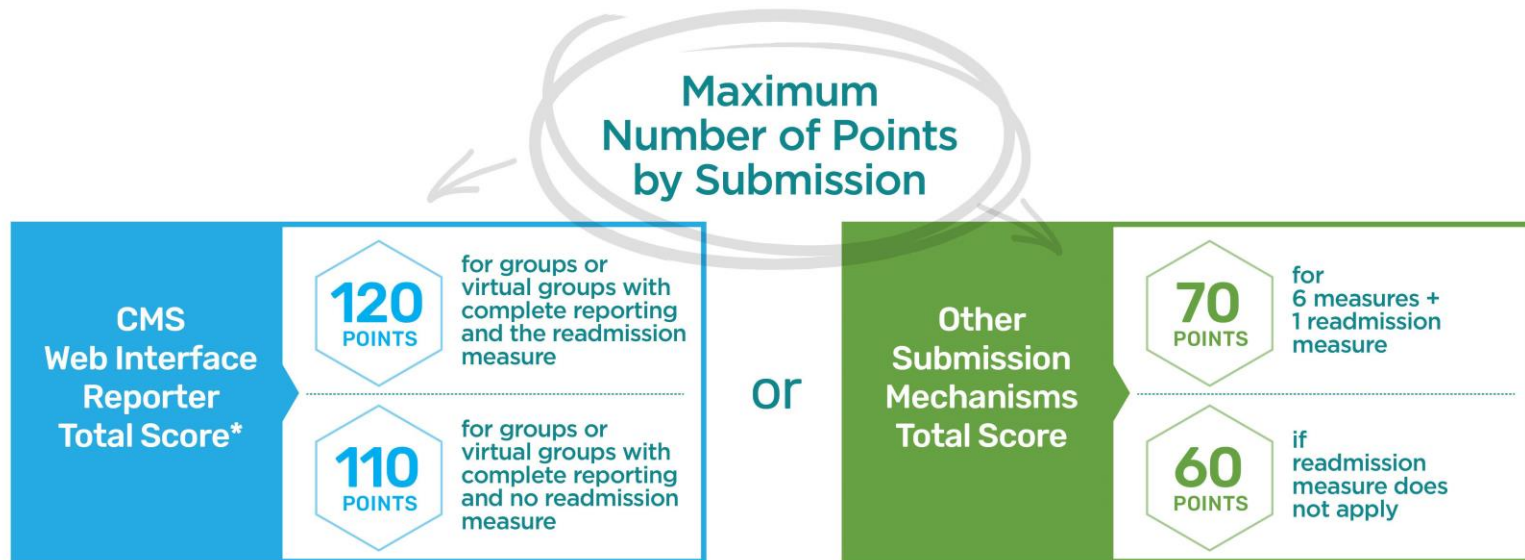 Maximum
Number of Points
by Submission
CMS
Web Interface
Reporter
Total Score*
120
POINTS
for groups or
virtual groups with
complete reporting
and the readmission
measure
110
POINTS
for groups or
virtual groups with
complete reporting
and no readmission
measure
or
Other
Submission
Mechanisms
Total Score
70
POINTS
for
6 measures +
1 readmission
measure
60
POINTS
if
readmission
measure does
not apply